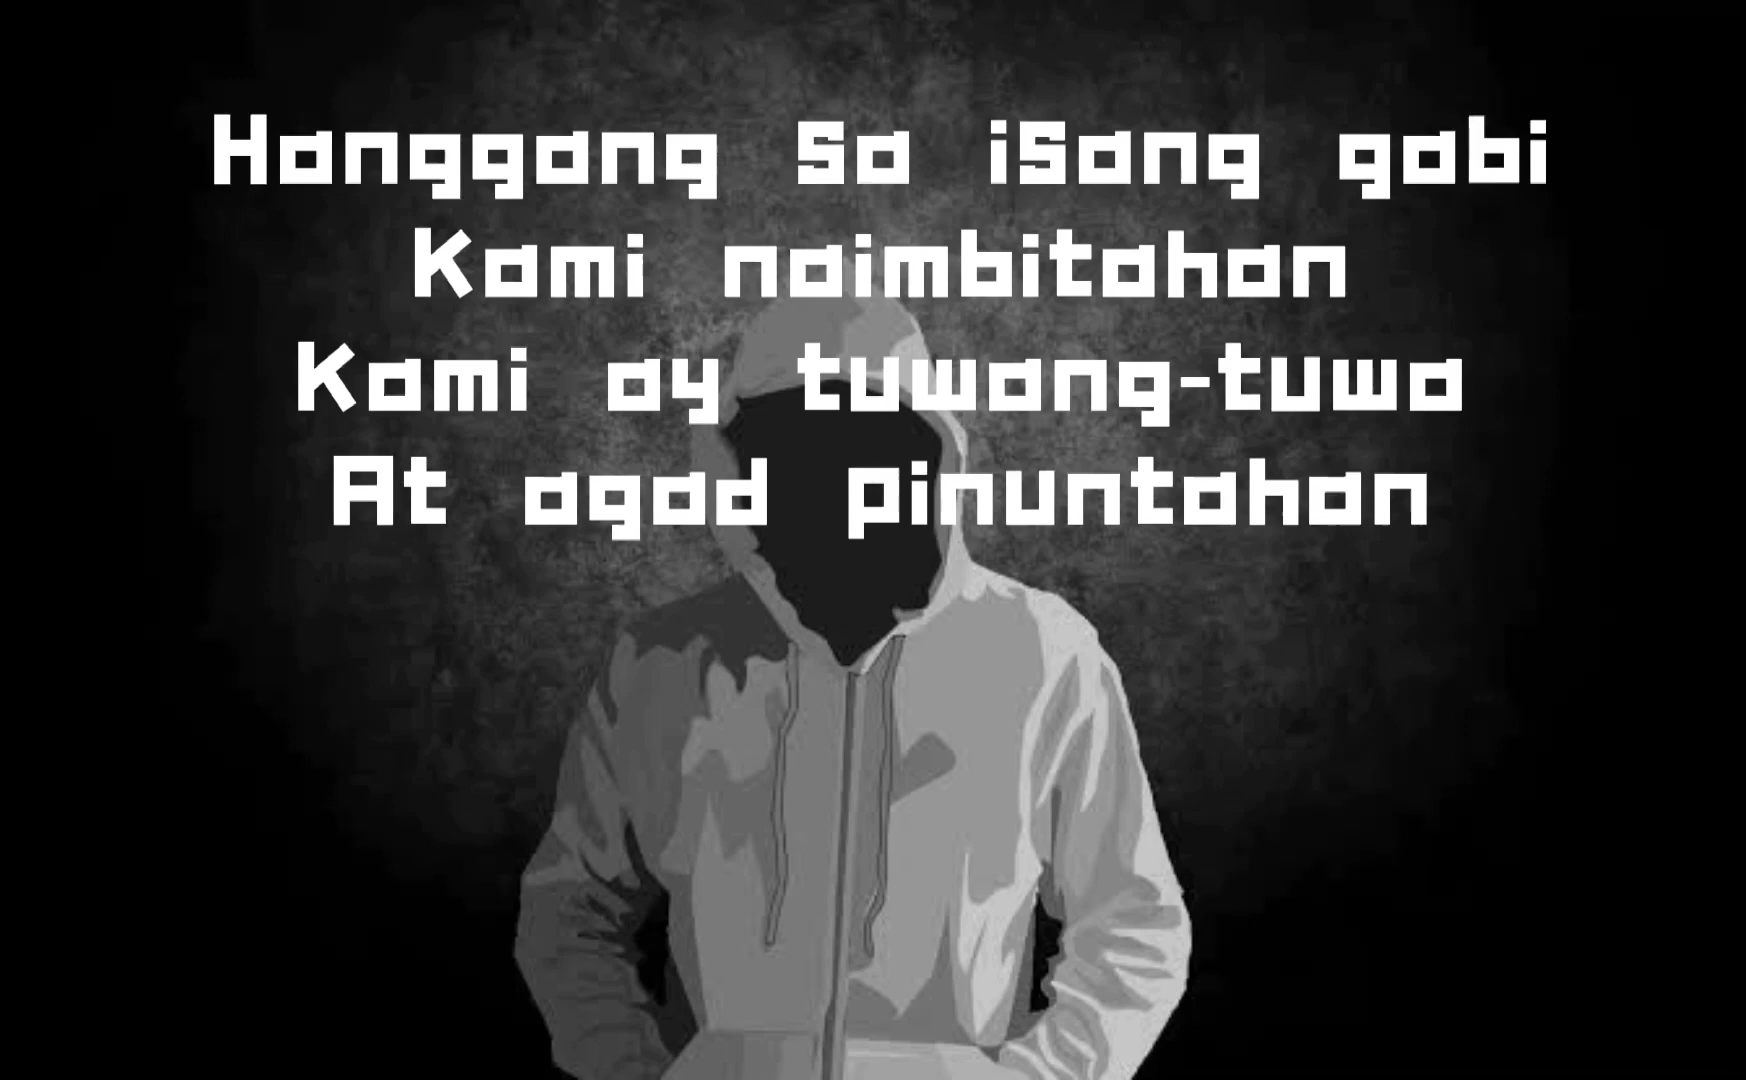 Hanggang sa isang gabi
Kami naimbitahan
Kami ay tuwang-tuwa
At agad pinuntahan